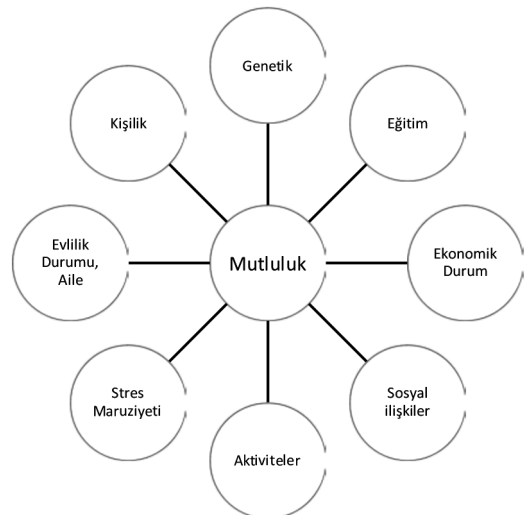 Genetik
Kişilik
Eğitim
Evlilik
Durumu,
Aile
Mutluluk
Ekonomik
Durum
Stres
Maruziyeti
Sosyal
ilişkiler
Aktiviteler